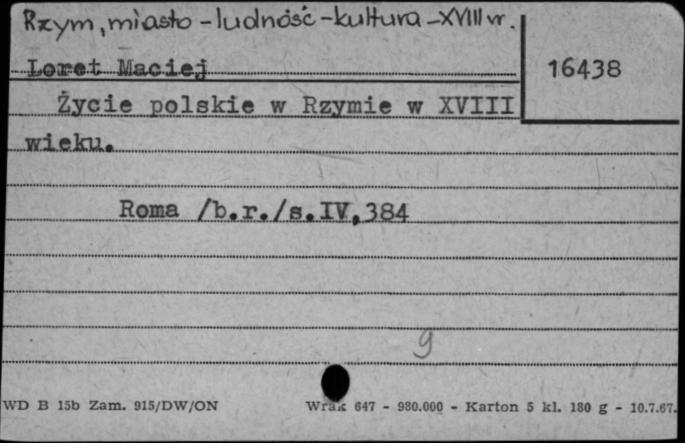 Rzym, miasto - ludność - kultura - XVIII w.
Loret Maciej
16438
Życie polskie w Rzymie w XVIII
wieku.
Roma /b.r./s.IV,384
9
WD B 15b Zam. 915/DW/ON
Wrak 647 - 980.000 - Karton 5 kl. 180 g - 10.7.67.